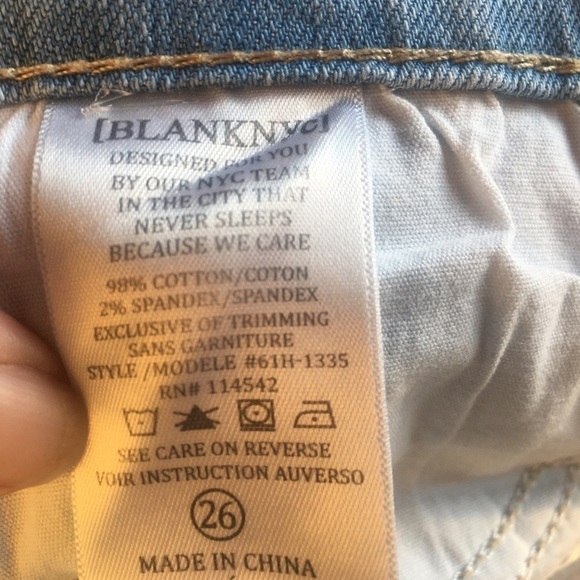 [BLANKNYC]
DESIGNED FOR YOU
BY OUR NYC TEAM
IN THE CITY THAT
NEVER SLEEPS
BECAUSE WE CARE
98% COTTON/COTON
2% SPANDEX/SPANDEX
EXCLUSIVE OF TRIMMING
SANS GARNITURE
STYLE/MODELE #61H-1335
RN# 114542
SEE CARE ON REVERSE
VOIR INSTRUCTION AUVERSO
26
MADE IN CHINA